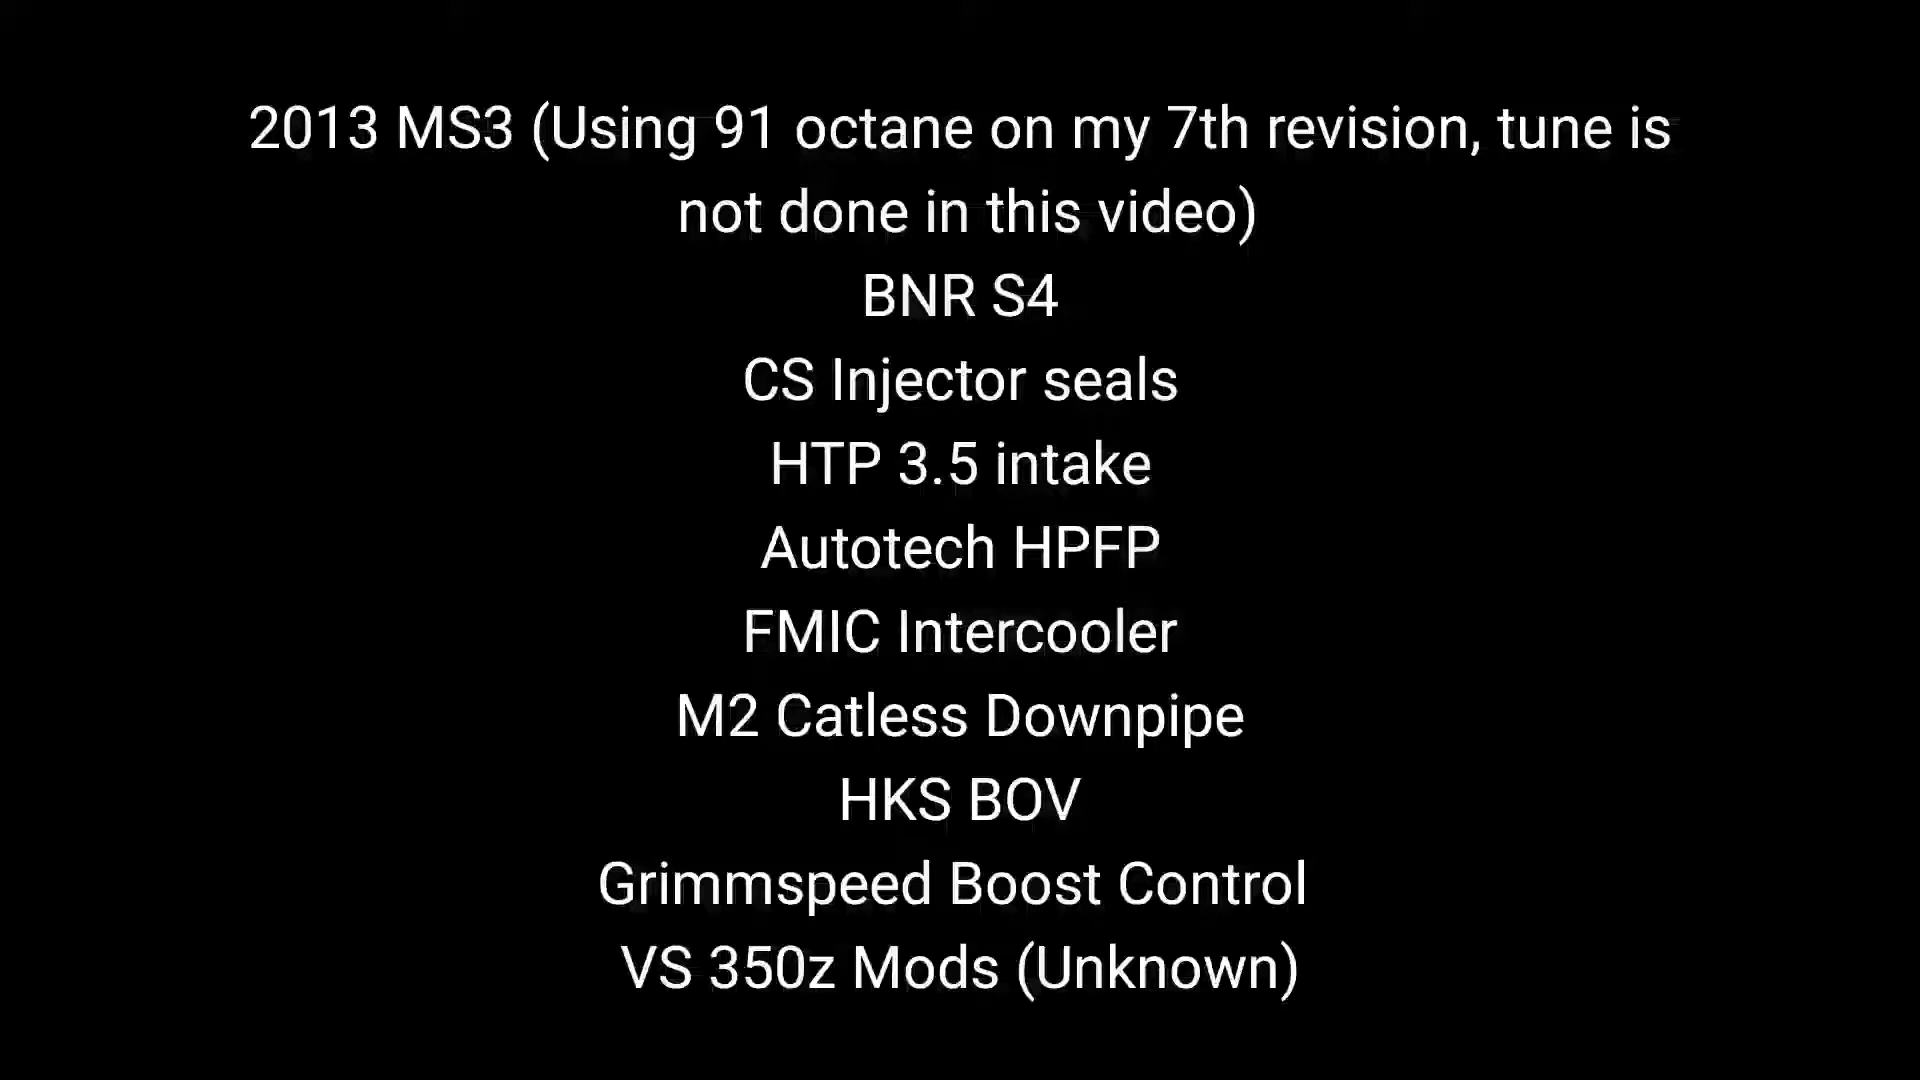 2013 MS3 (Using 91 octane on my 7th revision, tune is
not done in this video)
BNR S4
CS Injector seals
HTP 3.5 intake
Autotech HPFP
FMIC Intercooler
M2 Catless Downpipe
HKS BOV
Grimmspeed Boost Control
VS 350z Mods (Unknown)